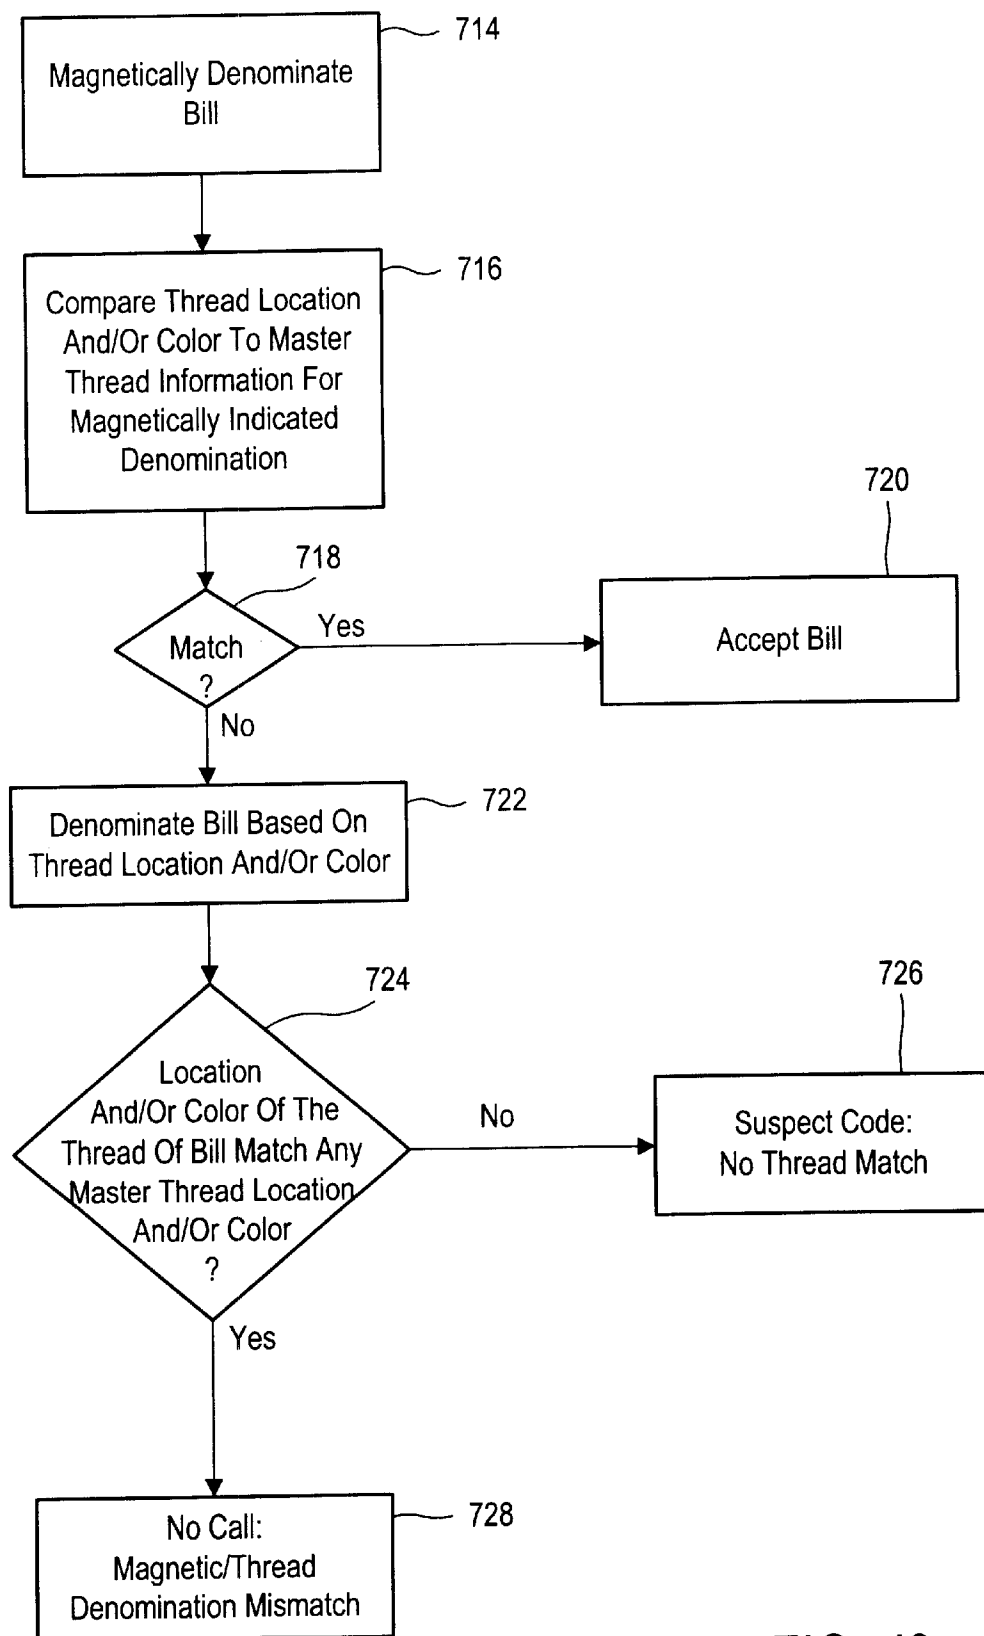 714
Magnetically Denominate
Bill
716
Compare Thread Location
And/Or Color To Master
Thread Information For
Magnetically Indicated
Denomination
720
718
Match
?
Yes
Accept Bill
No
722
Denominate Bill Based On
Thread Location And/Or Color
724
726
Location
And/Or Color Of The
Thread Of Bill Match Any
Master Thread Location
And/Or Color
?
No
Suspect Code:
No Thread Match
Yes
728
No Call:
Magnetic/Thread
Denomination Mismatch